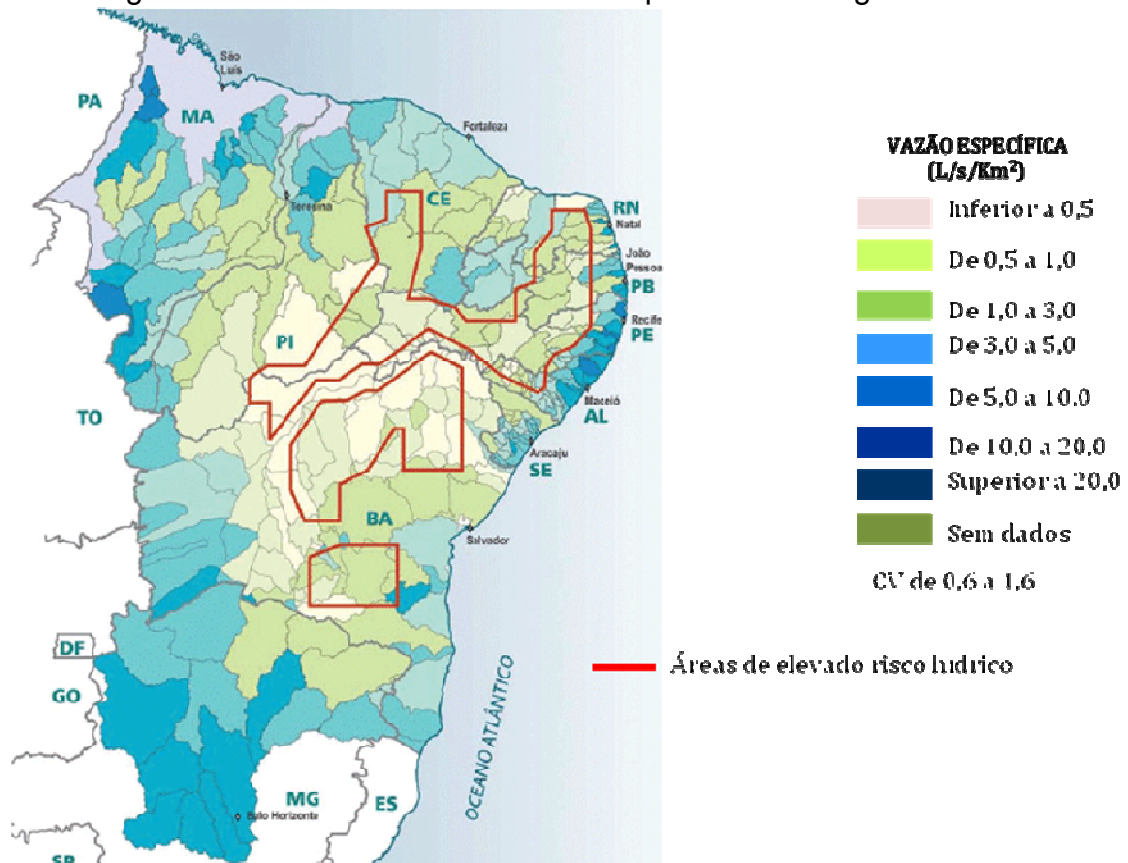 São
Luís
PA
MA
Fortaleza
CE
Teresina
RN
Natal
João
Pessoa
PB
Recife
PE
PI
TO
Maceió
AL
Aracaju
SE
BA
Salvador
DF
GO
OCEANO ATLÂNTICO
MG
ES
Belo Horizonte
SP
VAZÃO ESPECÍFICA
(L/s/Km²)
Inferior a 0,5
De 0,5 a 1,0
De 1,0 a 3,0
De 3,0 a 5,0
De 5,0 a 10,0
De 10,0 a 20,0
Superior a 20,0
Sem dados
CV de 0,6 a 1,6
Áreas de elevado risco hídrico